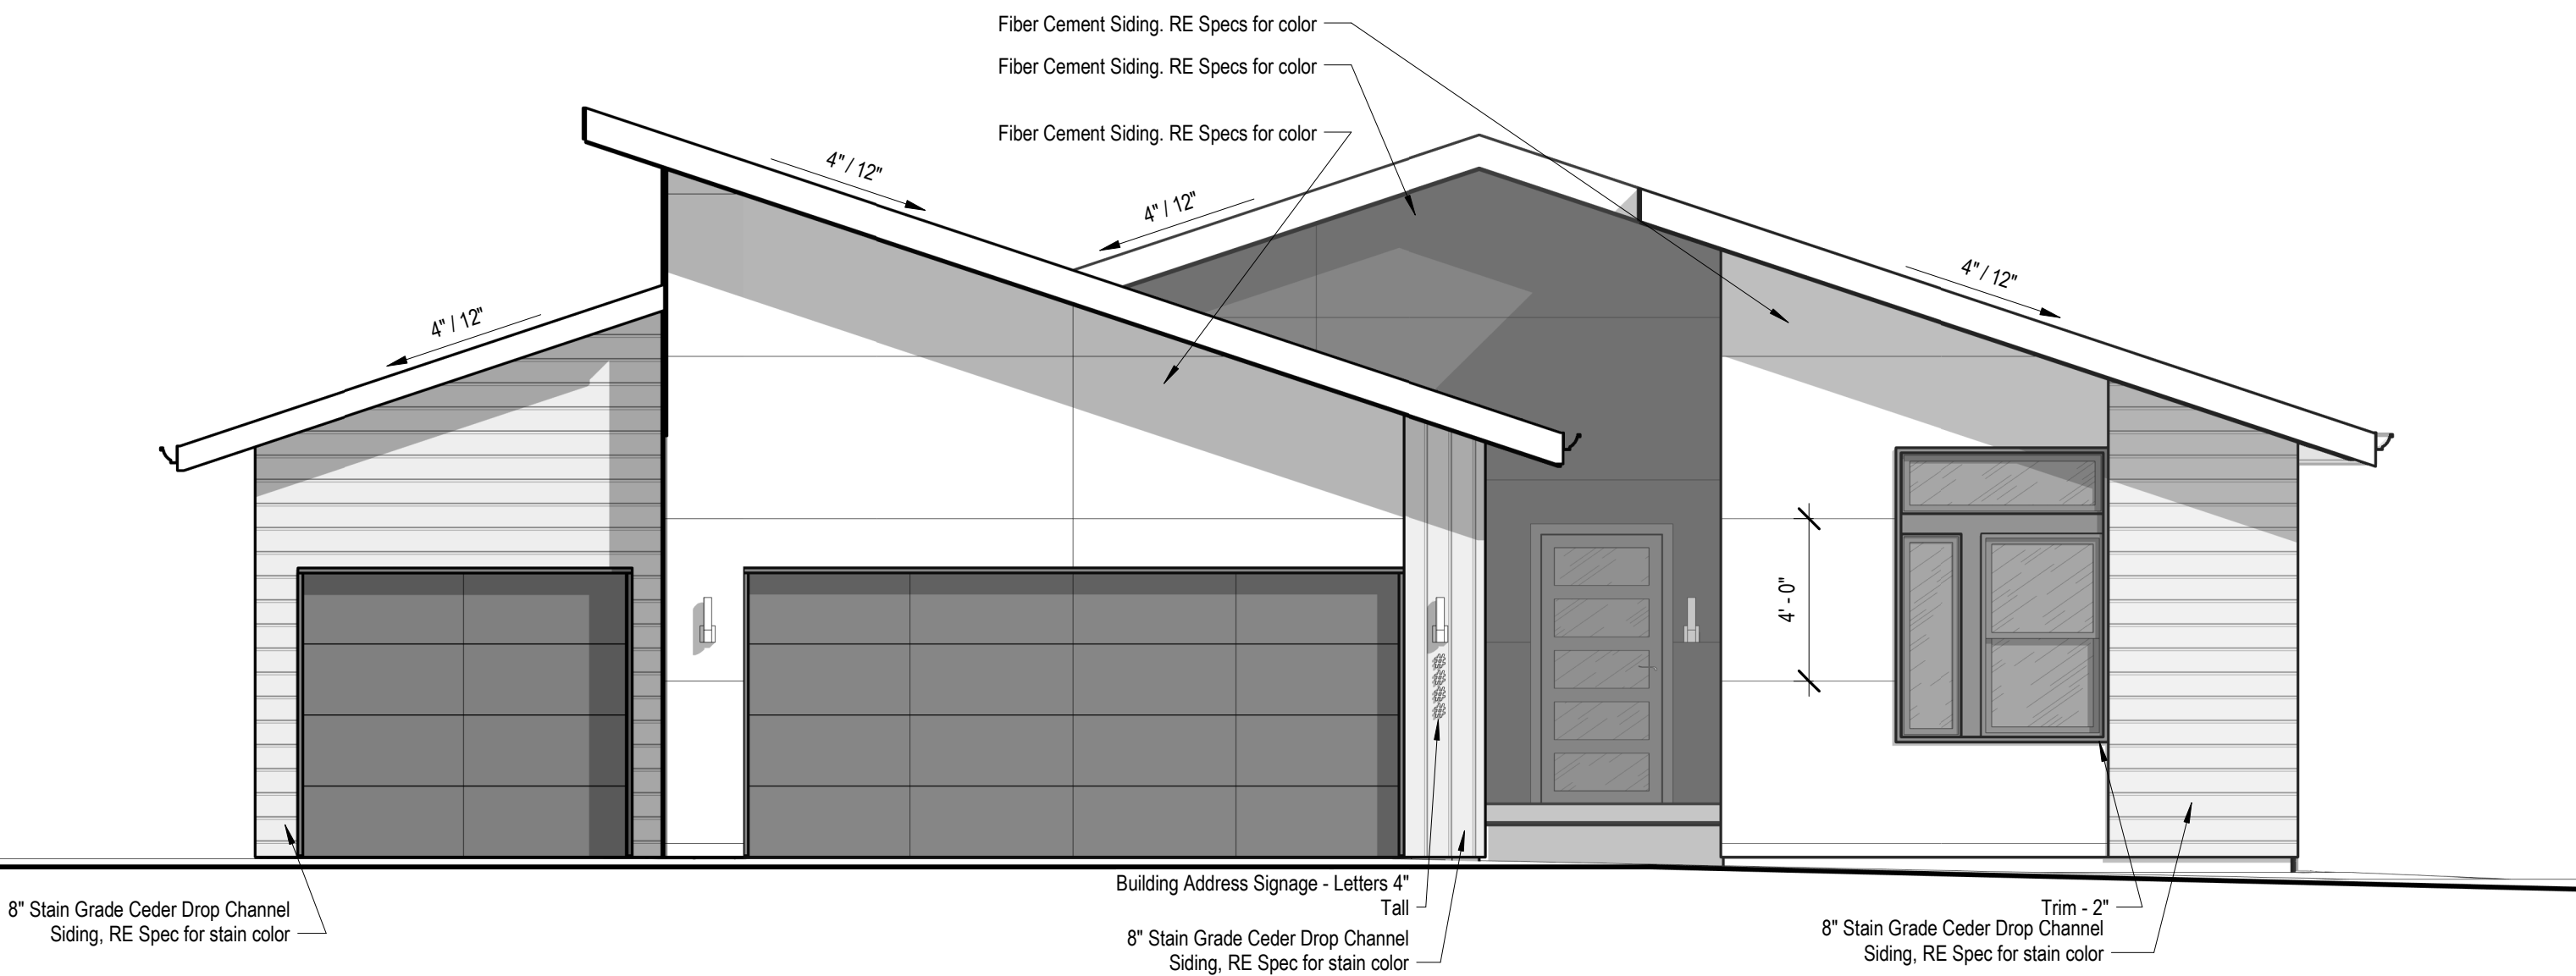 Fiber Cement Siding. RE Specs for color
Fiber Cement Siding. RE Specs for color
Fiber Cement Siding. RE Specs for color
4" / 12"
4" / 12"
4" / 12"
4" / 12"
4' - 0"
####
Building Address Signage - Letters 4"
Tall
8" Stain Grade Ceder Drop Channel
Siding, RE Spec for stain color
8" Stain Grade Ceder Drop Channel
Siding, RE Spec for stain color
Trim - 2"
8" Stain Grade Ceder Drop Channel
Siding, RE Spec for stain color